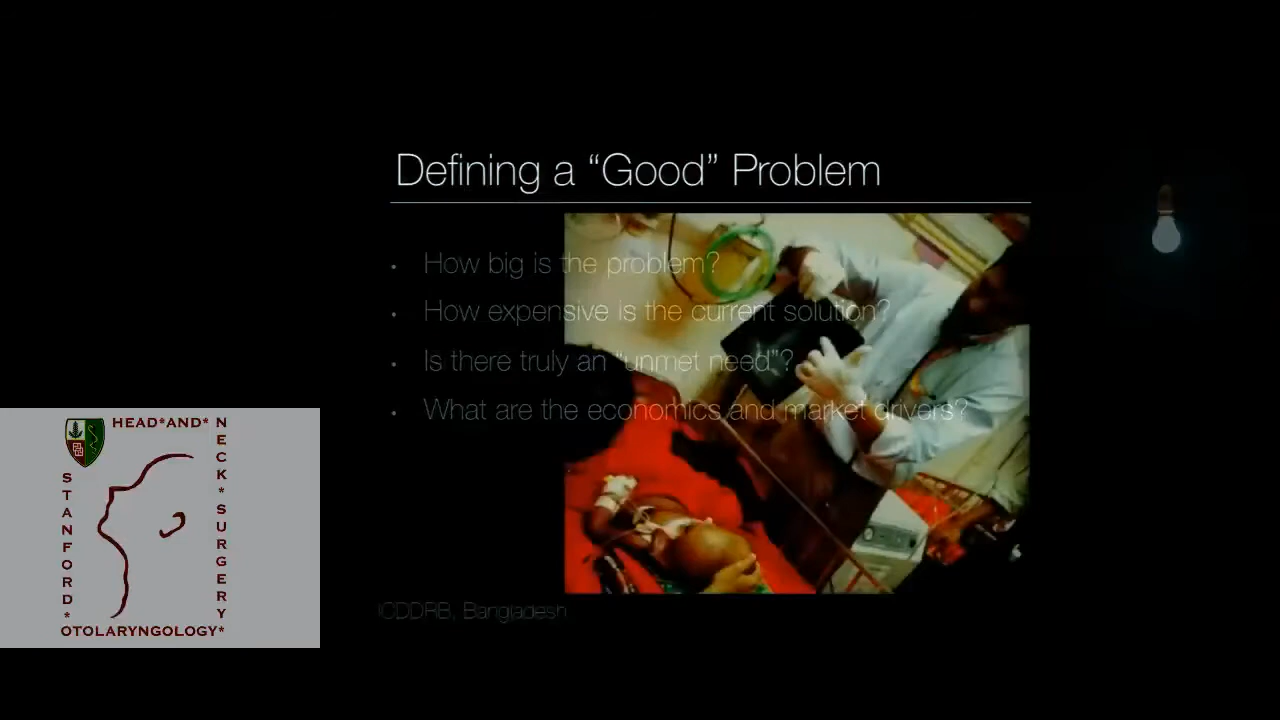 Defining a “Good” Problem
• How big is the problem?
• How expensive is the current solution?
• Is there truly an “unmet need”?
• What are the economics and market drivers?
ICDDRB, Bangladesh
HEAD*AND*
NECK*SURGERY
STANFORD*
OTOLARYNGOLOGY*